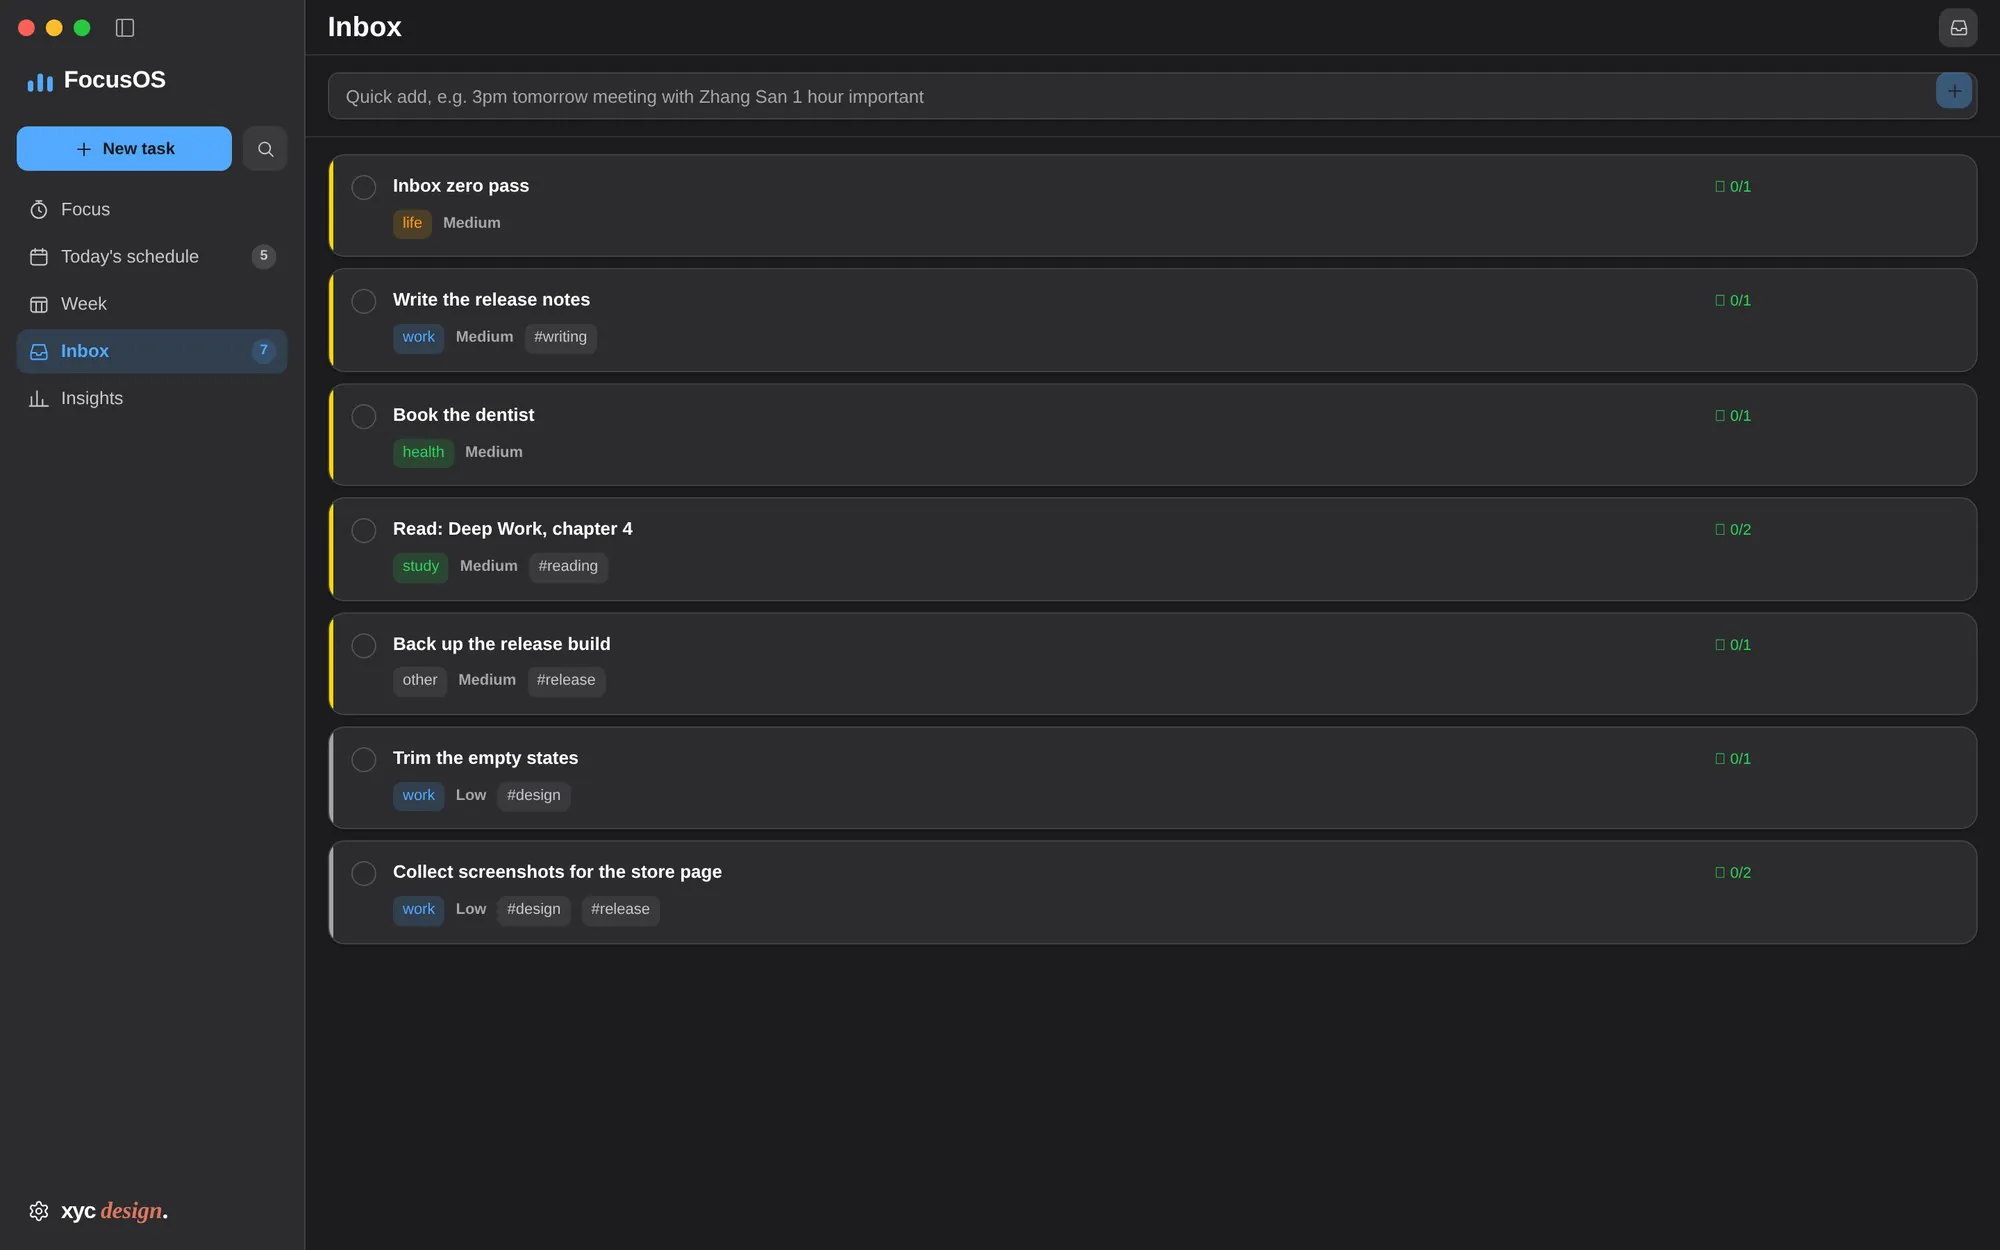 Inbox
FocusOS
Quick add, e.g. 3pm tomorrow meeting with Zhang San 1 hour important
New task
Focus
Today's schedule 5
Week
Inbox 7
Insights
Inbox zero pass 0/1
life Medium
Write the release notes 0/1
work Medium #writing
Book the dentist 0/1
health Medium
Read: Deep Work, chapter 4 0/2
study Medium #reading
Back up the release build 0/1
other Medium #release
Trim the empty states 0/1
work Low #design
Collect screenshots for the store page 0/2
work Low #design #release
xyc design.